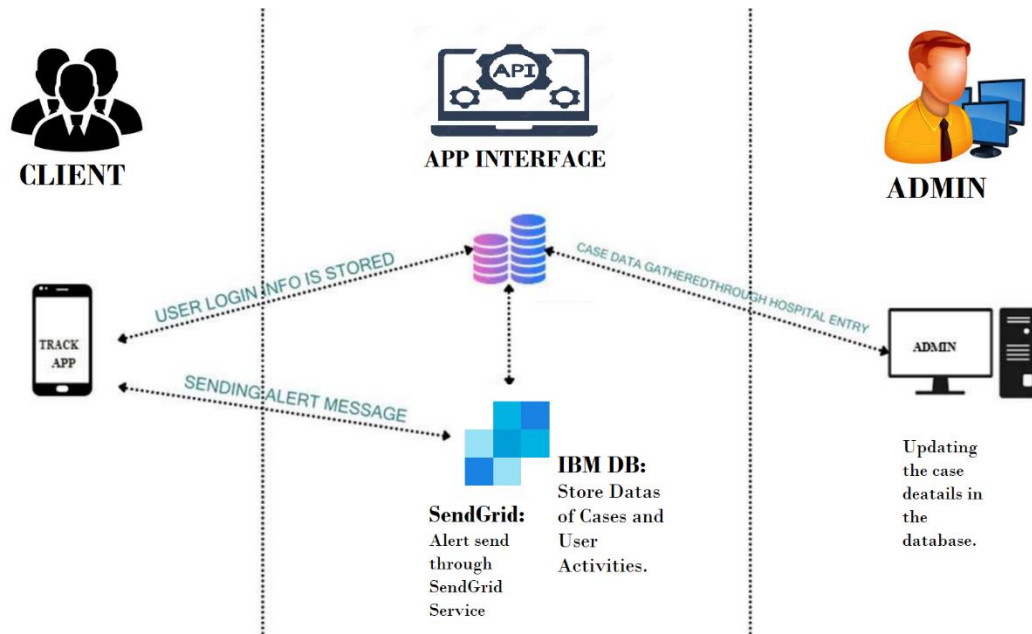 API
CLIENT
APP INTERFACE
ADMIN
USER LOGIN INFO IS STORED
CASE DATA GATHEREDTHROUGH HOSPITAL ENTRY
TRACK
APP
ADMIN
SENDING ALERT MESSAGE
SendGrid:
Alert send
through
SendGrid
Service
IBM DB:
Store Datas
of Cases and
User
Activities.
Updating
the case
deatails in
the
database.